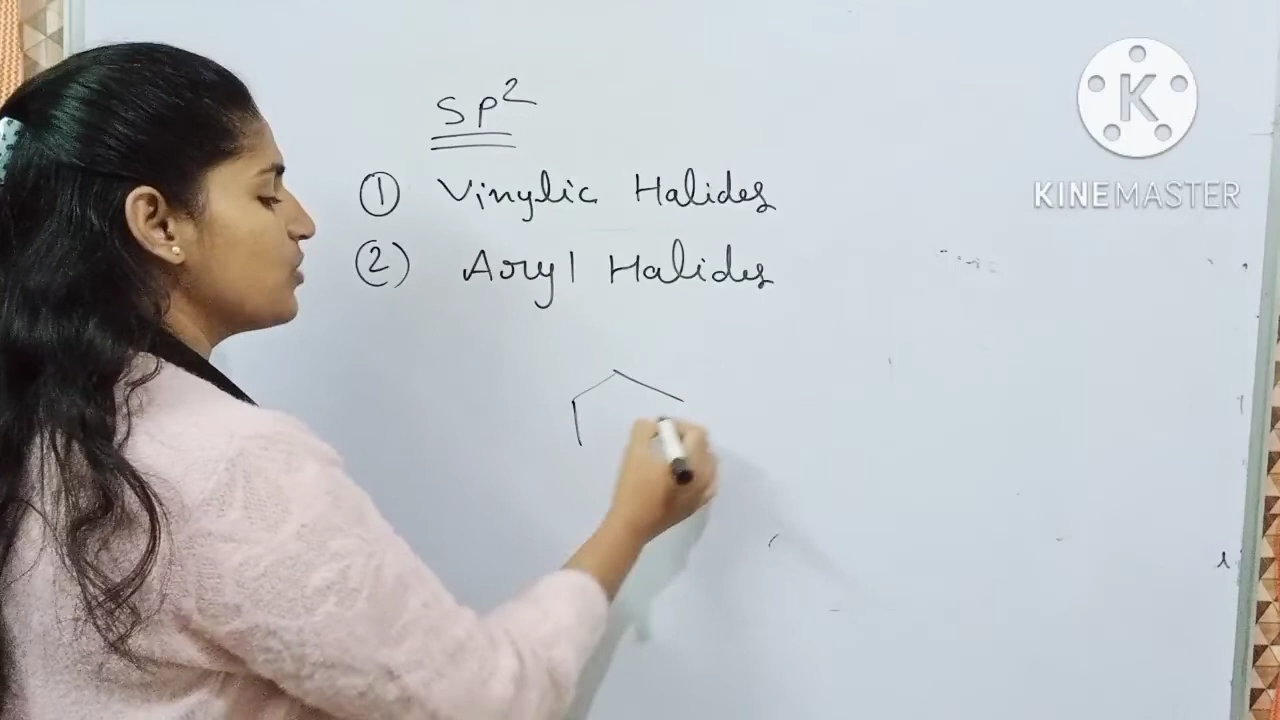 SP²
① Vinylic Halides
② Aryl Halides
K
KINEMASTER